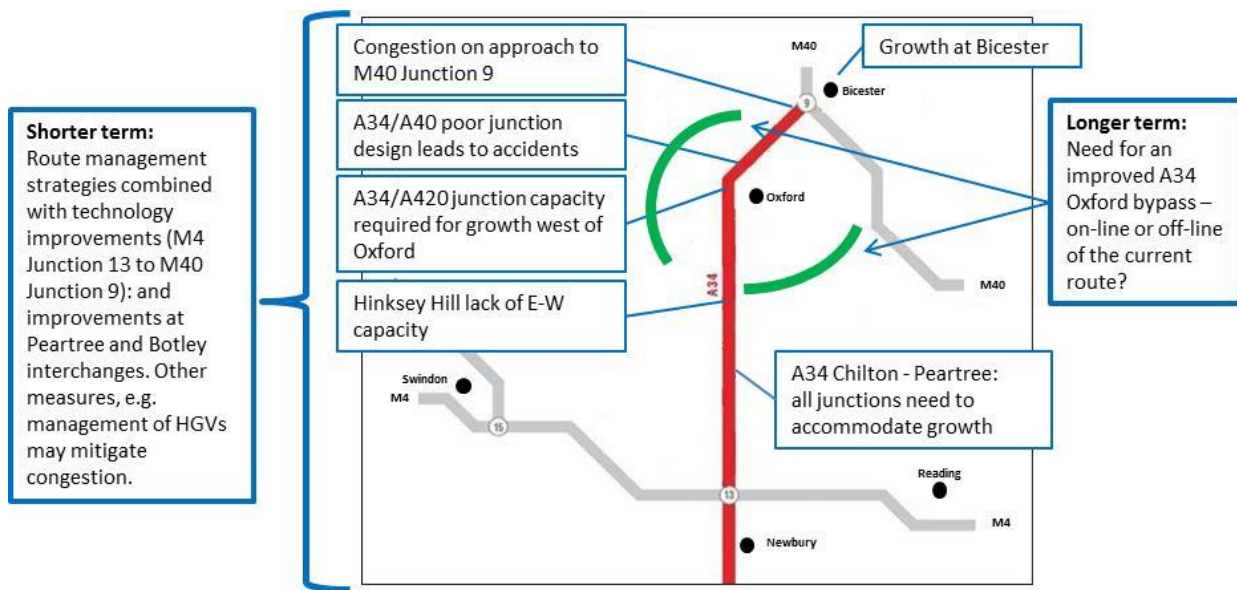 Shorter term:
Route management
strategies combined
with technology
improvements (M4
Junction 13 to M40
Junction 9): and
improvements at
Peartree and Botley
interchanges. Other
measures, e.g.
management of HGVs
may mitigate
congestion.
Congestion on approach to
M40 Junction 9
A34/A40 poor junction
design leads to accidents
A34/A420 junction capacity
required for growth west of
Oxford
Hinksey Hill lack of E-W
capacity
M40
Growth at Bicester
9
Bicester
Oxford
A34
M40
Longer term:
Need for an
improved A34
Oxford bypass –
on-line or off-line
of the current
route?
A34 Chilton - Peartree:
all junctions need to
accommodate growth
Swindon
M4
15
13
Reading
M4
Newbury